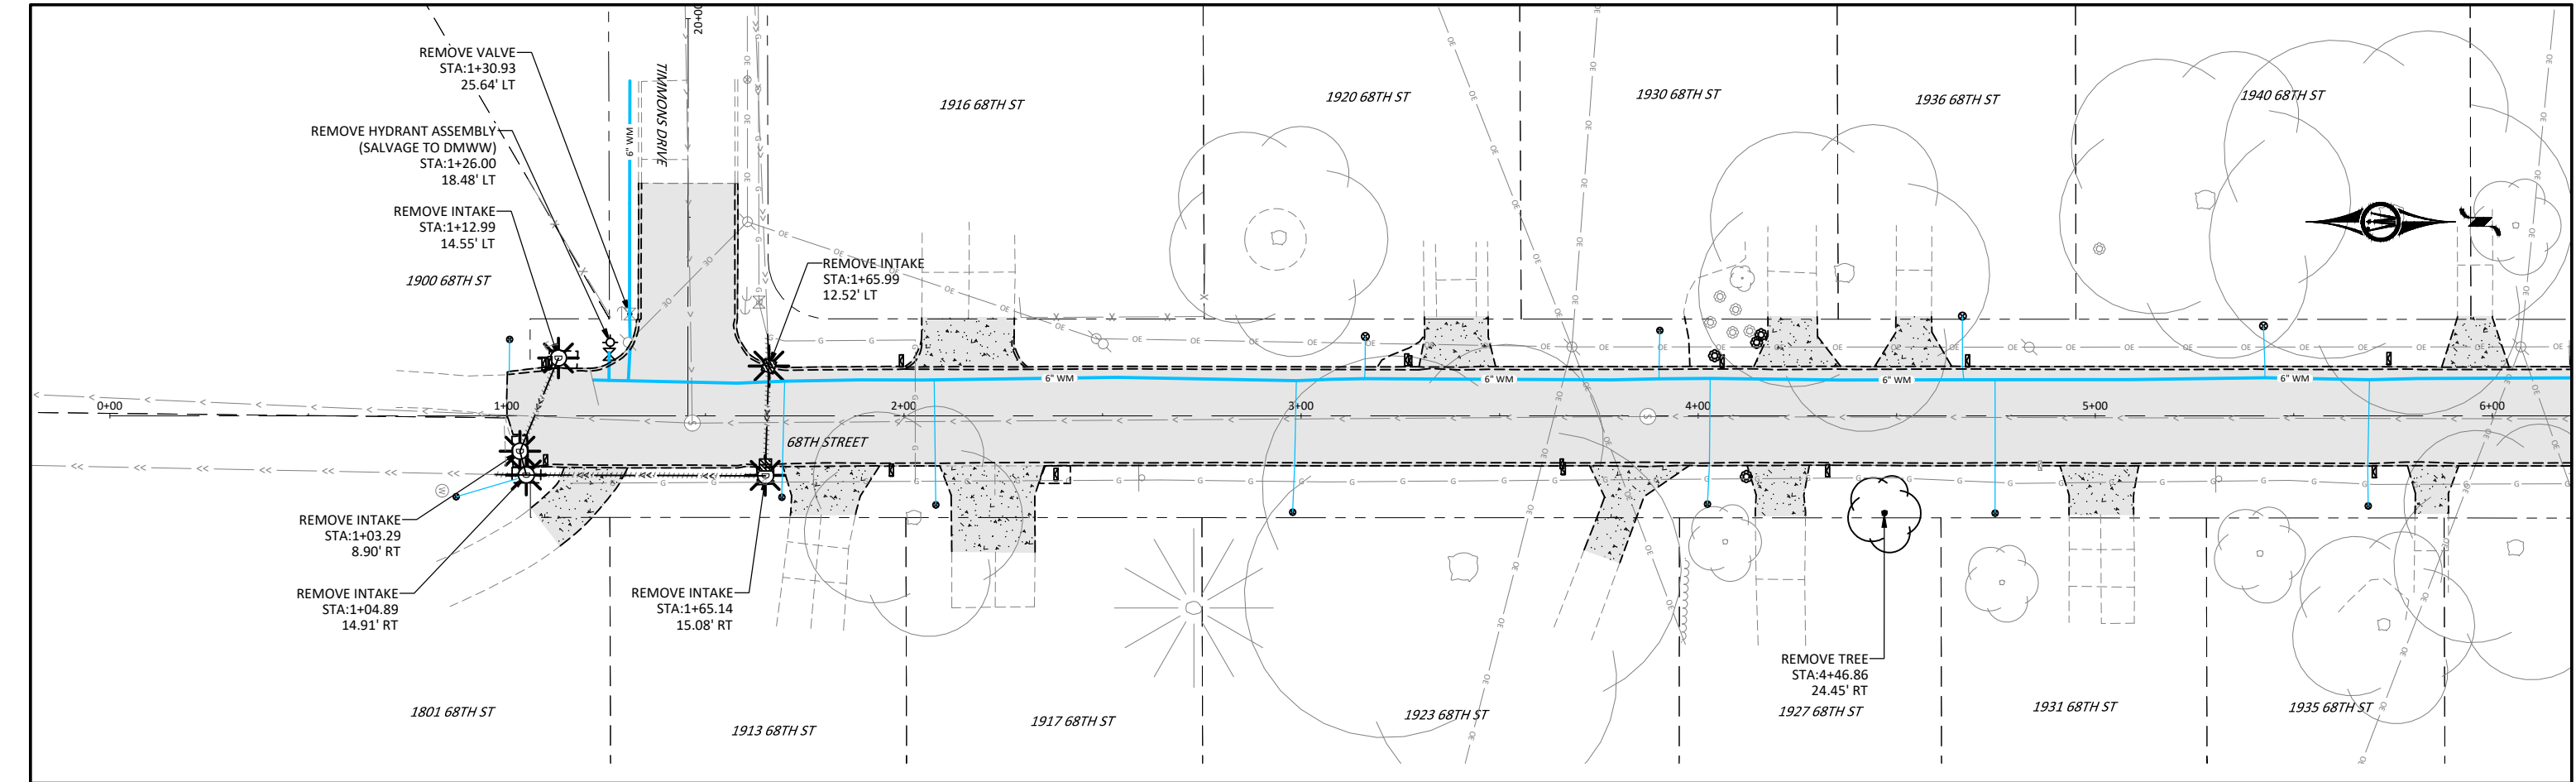 20+00
REMOVE VALVE
STA:1+30.93
25.64' LT
TIMMONS DRIVE
6" WM
REMOVE HYDRANT ASSEMBLY
(SALVAGE TO DMWW)
STA:1+26.00
18.48' LT
REMOVE INTAKE
STA:1+12.99
14.55' LT
1900 68TH ST
REMOVE INTAKE
STA:1+65.99
12.52' LT
1916 68TH ST
1920 68TH ST
1930 68TH ST
1936 68TH ST
1940 68TH ST
6" WM
6" WM
6" WM
6" WM
0+00
1+00
2+00
3+00
4+00
5+00
6+00
68TH STREET
REMOVE INTAKE
STA:1+03.29
8.90' RT
REMOVE INTAKE
STA:1+04.89
14.91' RT
REMOVE INTAKE
STA:1+65.14
15.08' RT
REMOVE TREE
STA:4+46.86
24.45' RT
1801 68TH ST
1913 68TH ST
1917 68TH ST
1923 68TH ST
1927 68TH ST
1931 68TH ST
1935 68TH ST